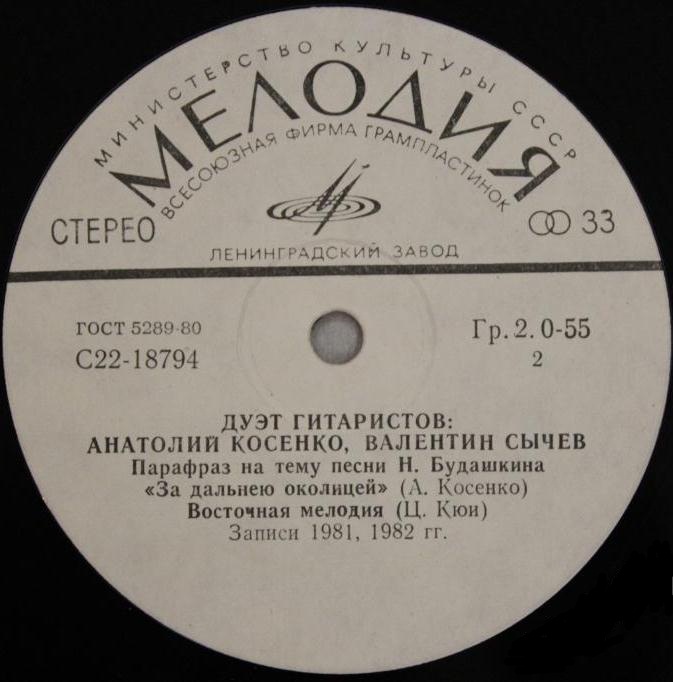 МИНИСТЕРСТВО КУЛЬТУРЫ СССР
МЕЛОДИЯ
ВСЕСОЮЗНАЯ ФИРМА ГРАМПЛАСТИНОК
СТЕРЕО
33
ЛЕНИНГРАДСКИЙ ЗАВОД
ГОСТ 5289-80
Гр. 2. 0-55
С22-18794
2
ДУЭТ ГИТАРИСТОВ:
АНАТОЛИЙ КОСЕНКО, ВАЛЕНТИН СЫЧЕВ
Парафраз на тему песни Н. Будашкина
«За дальнею околицей» (А. Косенко)
Восточная мелодия (Ц. Кюи)
Записи 1981, 1982 гг.